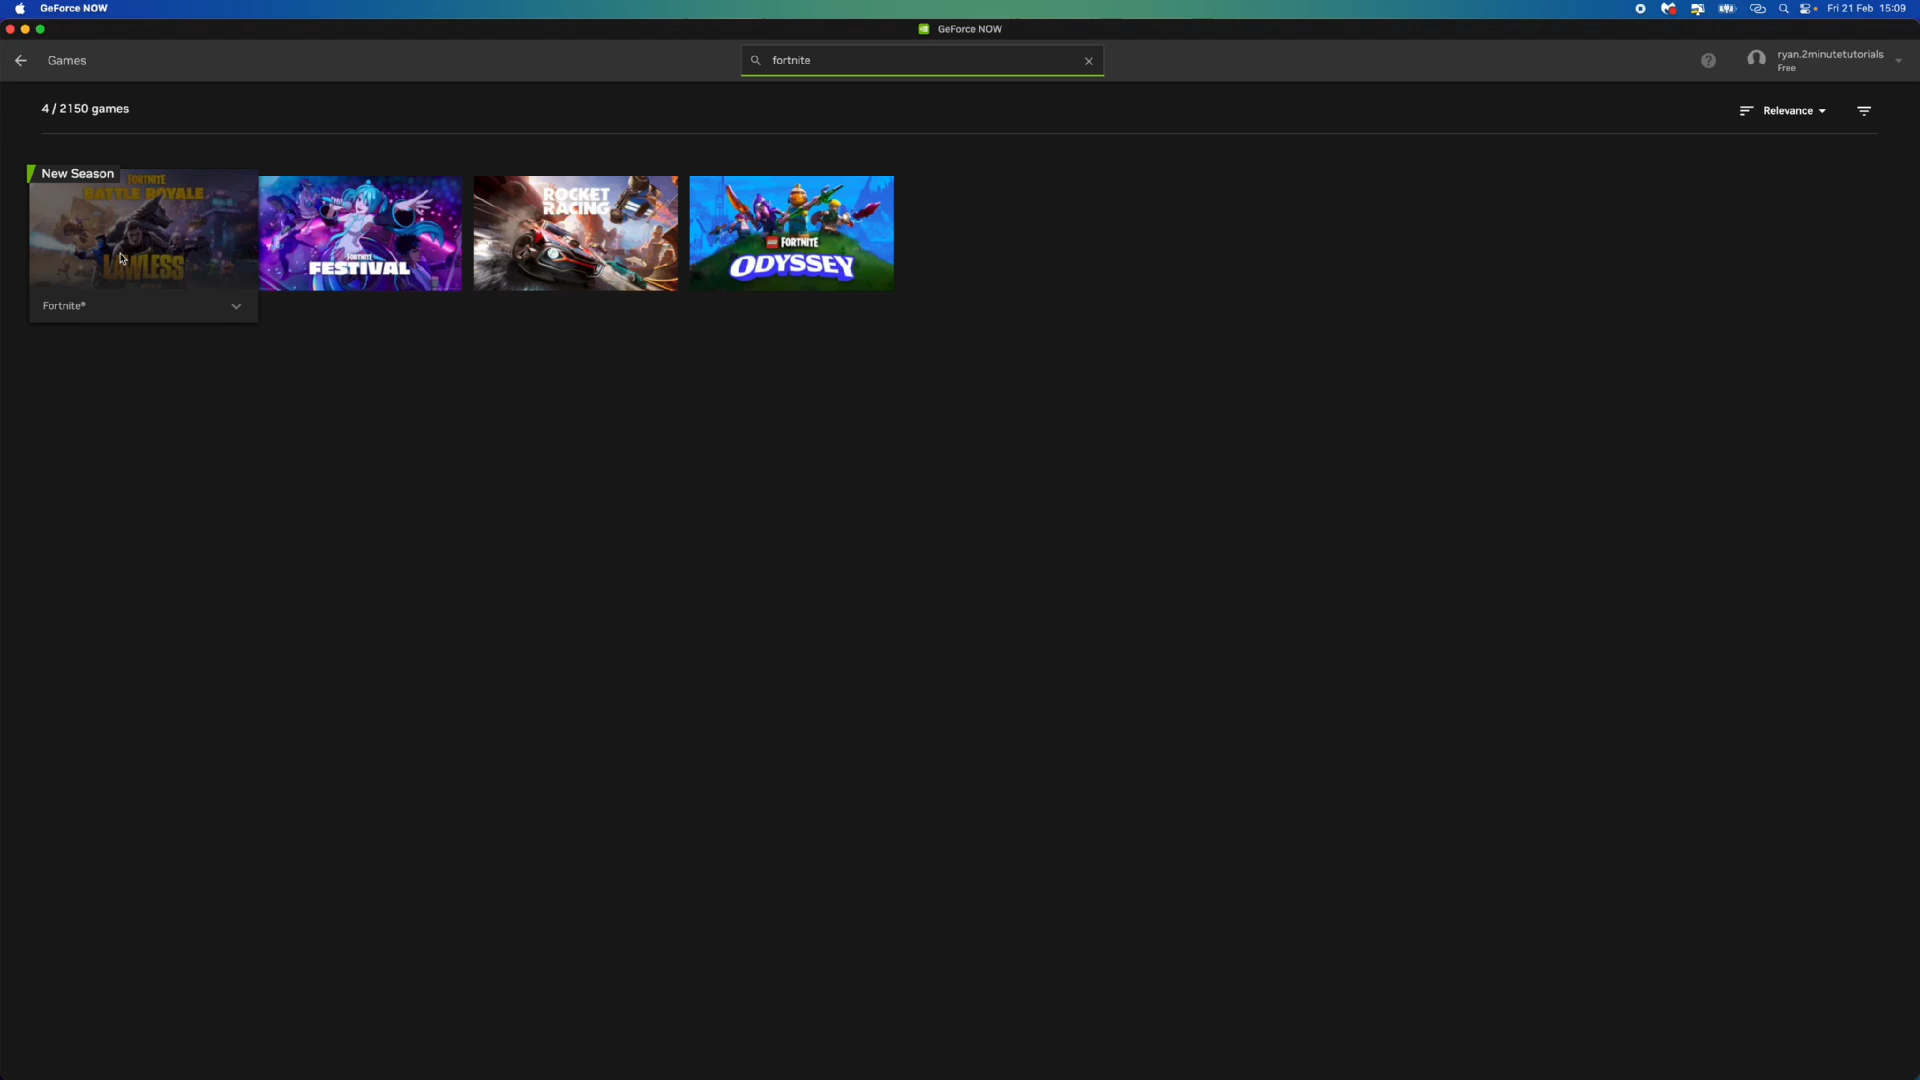 GeForce NOW
Fri 21 Feb 15:09
GeForce NOW
Games
fortnite
ryan.2minutetutorials
Free
4 / 2150 games
Relevance
New Season
FORTNITE
BATTLE ROYALE
LAWLESS
Fortnite®
FORTNITE
FESTIVAL
ROCKET
RACING
LEGO FORTNITE
ODYSSEY